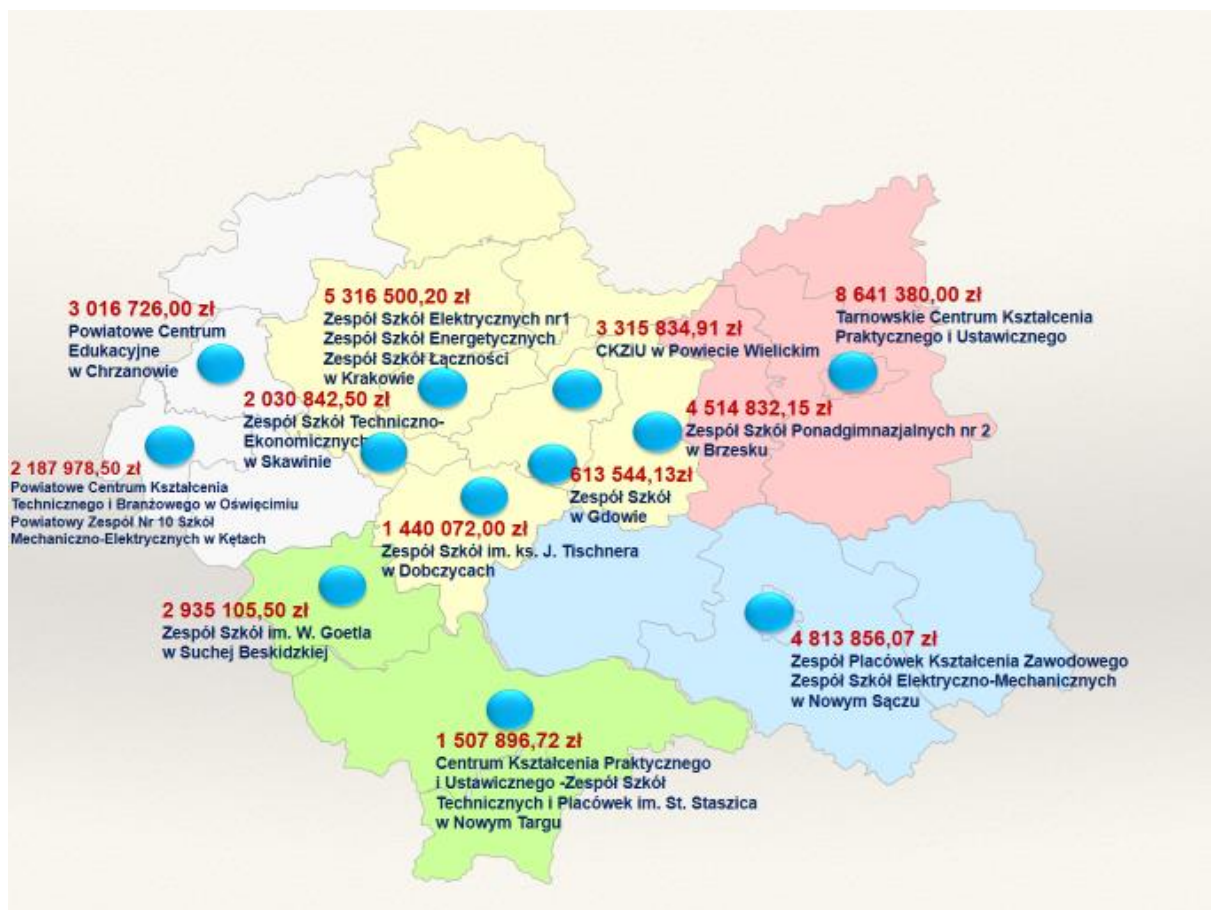 3 016 726,00 zł
Powiatowe Centrum
Edukacyjne
w Chrzanowie
5 316 500,20 zł
Zespół Szkół Elektrycznych nr1
Zespół Szkół Energetycznych
Zespół Szkół Łączności
w Krakowie
3 315 834,91 zł
CKZiU w Powiecie Wielickim
8 641 380,00 zł
Tarnowskie Centrum Kształcenia
Praktycznego i Ustawicznego
2 030 842,50 zł
Zespół Szkół Techniczno-
Ekonomicznych
w Skawinie
4 514 832,15 zł
Zespół Szkół Ponadgimnazjalnych nr 2
w Brzesku
2 187 978,50 zł
Powiatowe Centrum Kształcenia
Technicznego i Branżowego w Oświęcimiu
Powiatowy Zespół Nr 10 Szkół
Mechaniczno-Elektrycznych w Kętach
613 544,13zł
Zespół Szkół
w Gdowie
1 440 072,00 zł
Zespół Szkół im. ks. J. Tischnera
w Dobczycach
2 935 105,50 zł
Zespół Szkół im. W. Goetla
w Suchej Beskidzkiej
4 813 856,07 zł
Zespół Placówek Kształcenia Zawodowego
Zespół Szkół Elektryczno-Mechanicznych
w Nowym Sączu
1 507 896,72 zł
Centrum Kształcenia Praktycznego
i Ustawicznego -Zespół Szkół
Technicznych i Placówek im. St. Staszica
w Nowym Targu